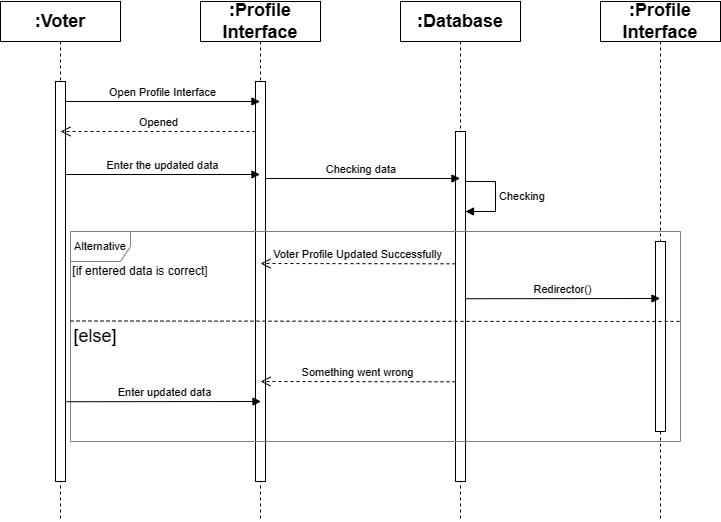 :Voter
:Profile
Interface
:Database
:Profile
Interface
Open Profile Interface
Opened
Enter the updated data
Checking data
Checking
Alternative
Voter Profile Updated Successfully
[if entered data is correct]
Redirector()
[else]
Something went wrong
Enter updated data